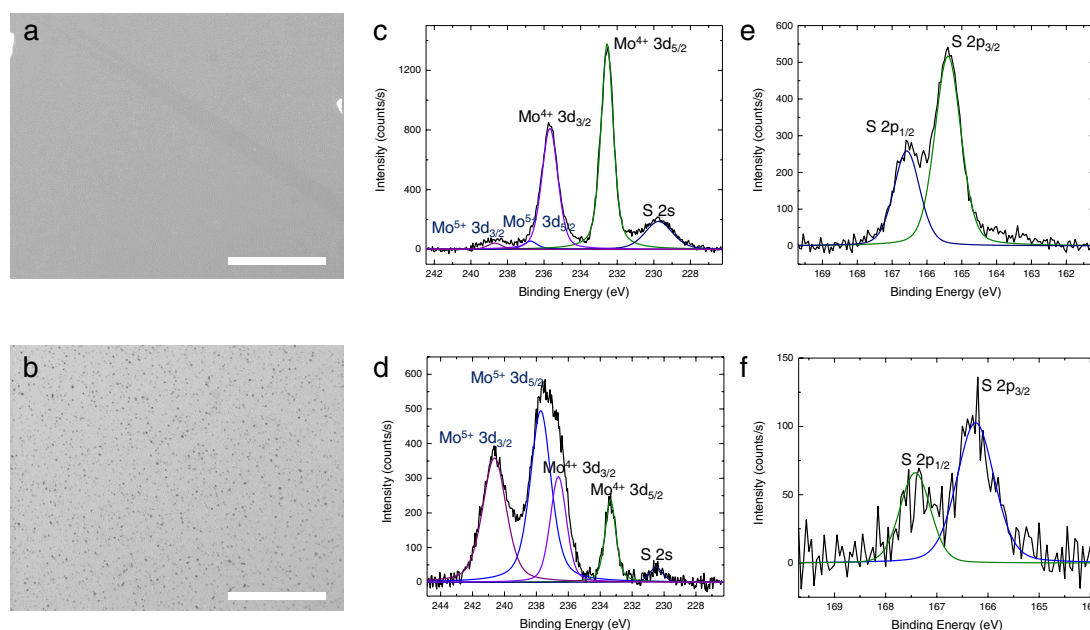 a
c
Mo⁴⁺ 3d₅/₂
Mo⁴⁺ 3d₃/₂
Mo⁵⁺ 3d₃/₂
Mo⁵⁺ 3d₅/₂
S 2s
Intensity (counts/s)
1200
800
400
0
242 240 238 236 234 232 230 228
Binding Energy (eV)
e
S 2p₃/₂
S 2p₁/₂
Intensity (counts/s)
600
500
400
300
200
100
0
169 168 167 166 165 164 163 162
Binding Energy (eV)
b
d
Mo⁵⁺ 3d₅/₂
Mo⁵⁺ 3d₃/₂
Mo⁴⁺ 3d₃/₂
Mo⁴⁺ 3d₅/₂
S 2s
Intensity (counts/s)
600
500
400
300
200
100
0
244 242 240 238 236 234 232 230 228 226
Binding Energy (eV)
f
S 2p₃/₂
S 2p₁/₂
Intensity (counts/s)
150
100
50
0
169 168 167 166 165
Binding Energy (eV)